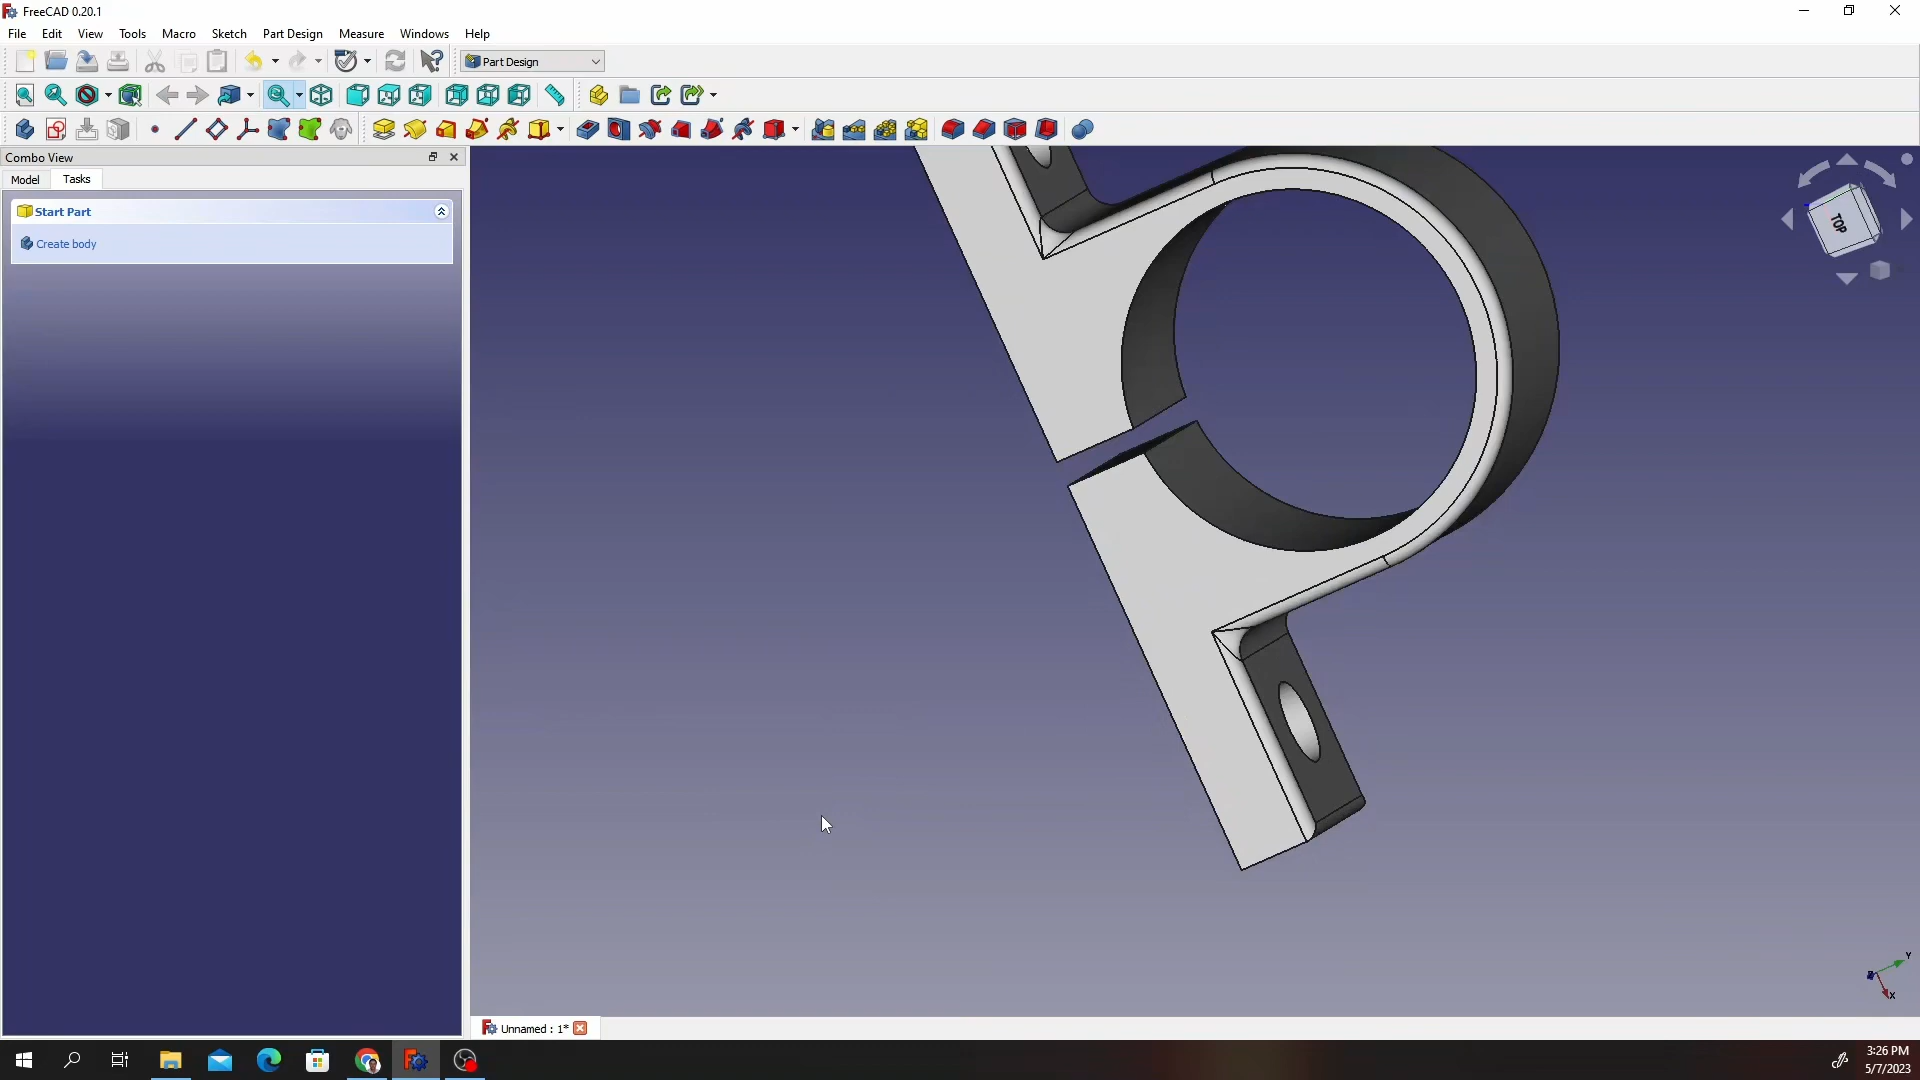 FreeCAD 0.20.1
File Edit View Tools Macro Sketch Part Design Measure Windows Help
Part Design
Combo View
Model Tasks
Start Part
Create body
TOP
Y
X
Unnamed : 1*
3:26 PM
5/7/2023